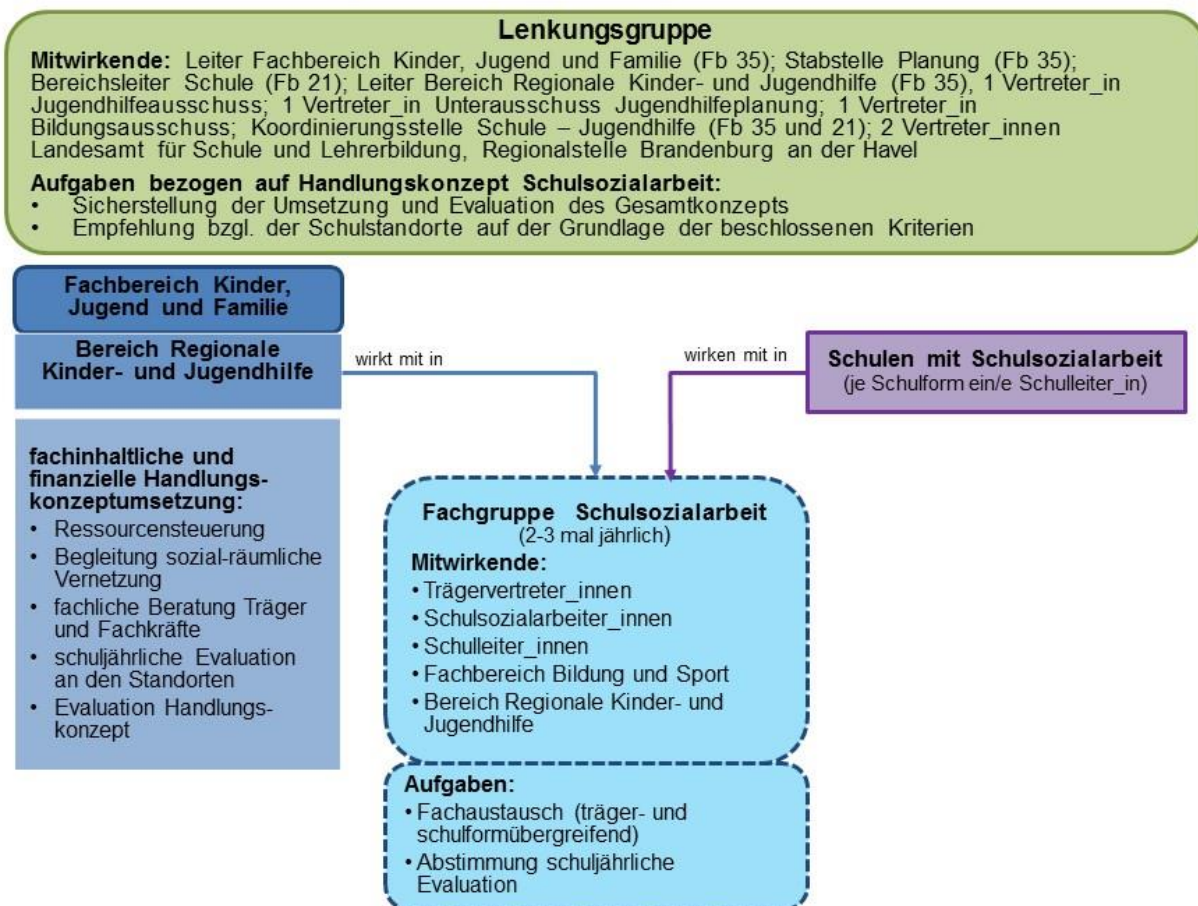 Lenkungsgruppe
Mitwirkende: Leiter Fachbereich Kinder, Jugend und Familie (Fb 35); Stabstelle Planung (Fb 35);
Bereichsleiter Schule (Fb 21); Leiter Bereich Regionale Kinder- und Jugendhilfe (Fb 35), 1 Vertreter_in
Jugendhilfeausschuss; 1 Vertreter_in Unterausschuss Jugendhilfeplanung; 1 Vertreter_in
Bildungsausschuss; Koordinierungsstelle Schule – Jugendhilfe (Fb 35 und 21); 2 Vertreter_innen
Landesamt für Schule und Lehrerbildung, Regionalstelle Brandenburg an der Havel
Aufgaben bezogen auf Handlungskonzept Schulsozialarbeit:
• Sicherstellung der Umsetzung und Evaluation des Gesamtkonzepts
• Empfehlung bzgl. der Schulstandorte auf der Grundlage der beschlossenen Kriterien
Fachbereich Kinder,
Jugend und Familie
Bereich Regionale
Kinder- und Jugendhilfe
wirkt mit in
wirken mit in
Schulen mit Schulsozialarbeit
(je Schulform ein/e Schulleiter_in)
fachinhaltliche und
finanzielle Handlungs-
konzeptumsetzung:
• Ressourcensteuerung
• Begleitung sozial-räumliche
Vernetzung
• fachliche Beratung Träger
und Fachkräfte
• schuljährliche Evaluation
an den Standorten
• Evaluation Handlungs-
konzept
Fachgruppe Schulsozialarbeit
(2-3 mal jährlich)
Mitwirkende:
• Trägervertreter_innen
• Schulsozialarbeiter_innen
• Schulleiter_innen
• Fachbereich Bildung und Sport
• Bereich Regionale Kinder- und
Jugendhilfe
Aufgaben:
• Fachaustausch (träger- und
schulformübergreifend)
• Abstimmung schuljährliche
Evaluation